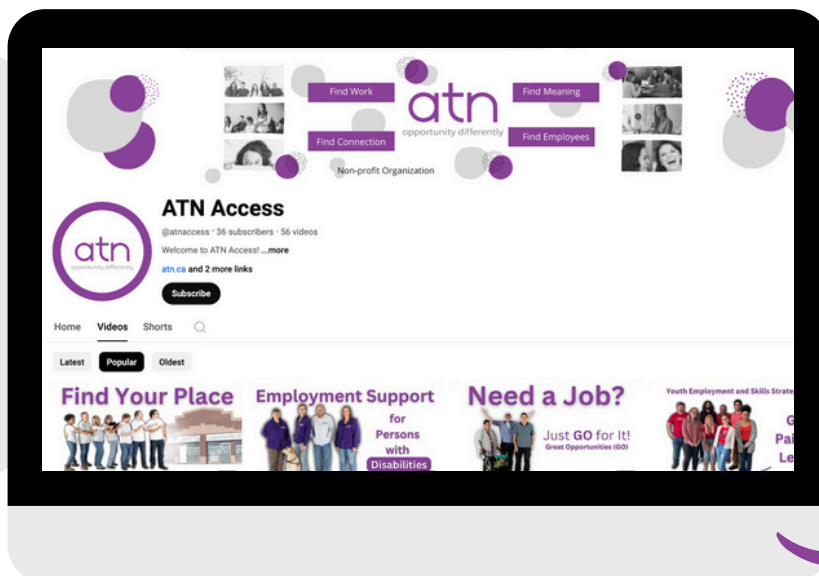 Find Work
Find Connection
atn
opportunity differently
Find Meaning
Find Employees
Non-profit Organization
atn
opportunity differently
ATN Access
@atnaccess · 36 subscribers · 56 videos
Welcome to ATN Access! ...more
atn.ca and 2 more links
Subscribe
Home Videos Shorts
Latest Popular Oldest
Find Your Place
Employment Support
for
Persons
with
Disabilities
Need a Job?
Just GO for It!
Great Opportunities (GO)
Youth Employment and Skills Strate
G
Pai
Le